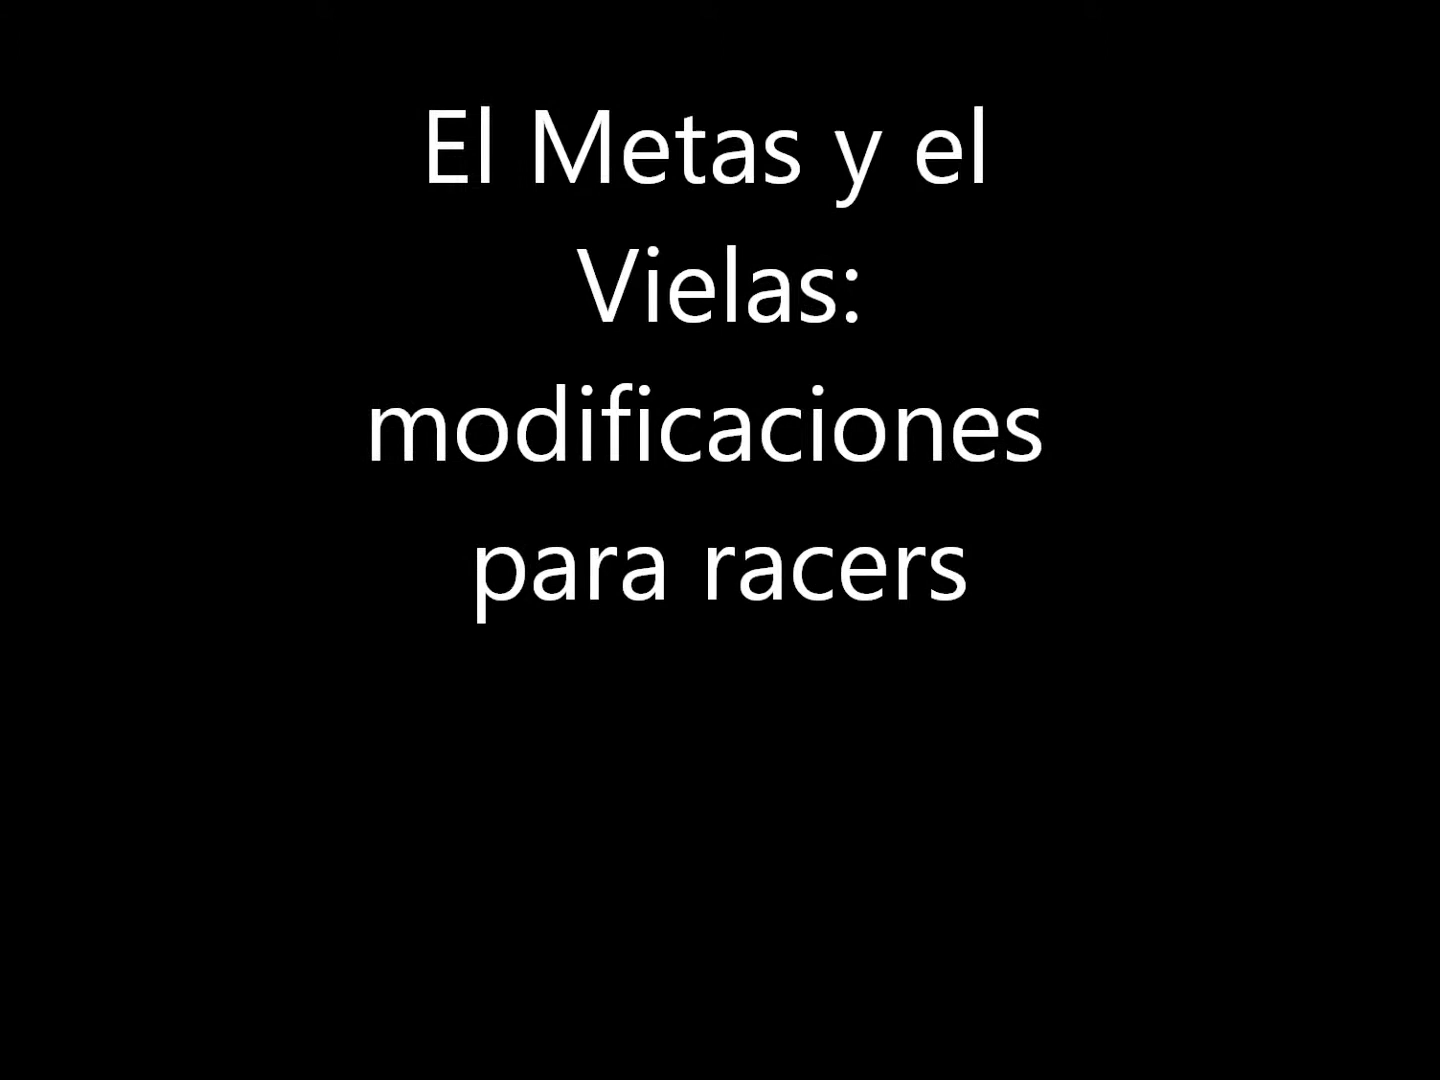 El Metas y el
Vielas:
modificaciones
para racers